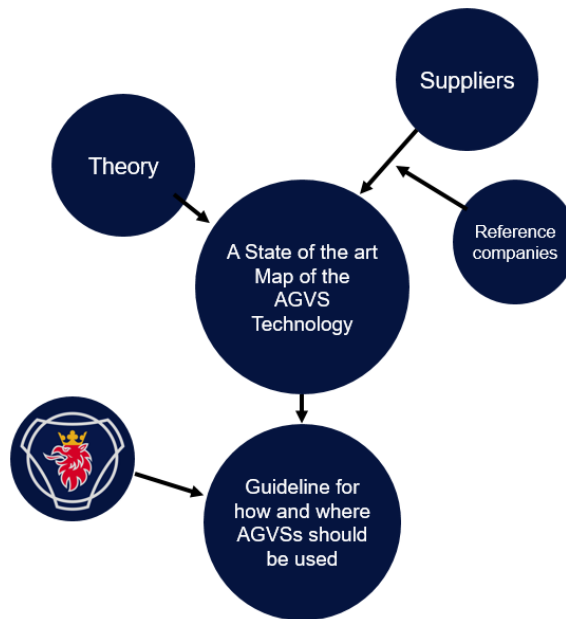 Suppliers
Theory
Reference
companies
A State of the art
Map of the
AGVS
Technology
Guideline for
how and where
AGVSs should
be used